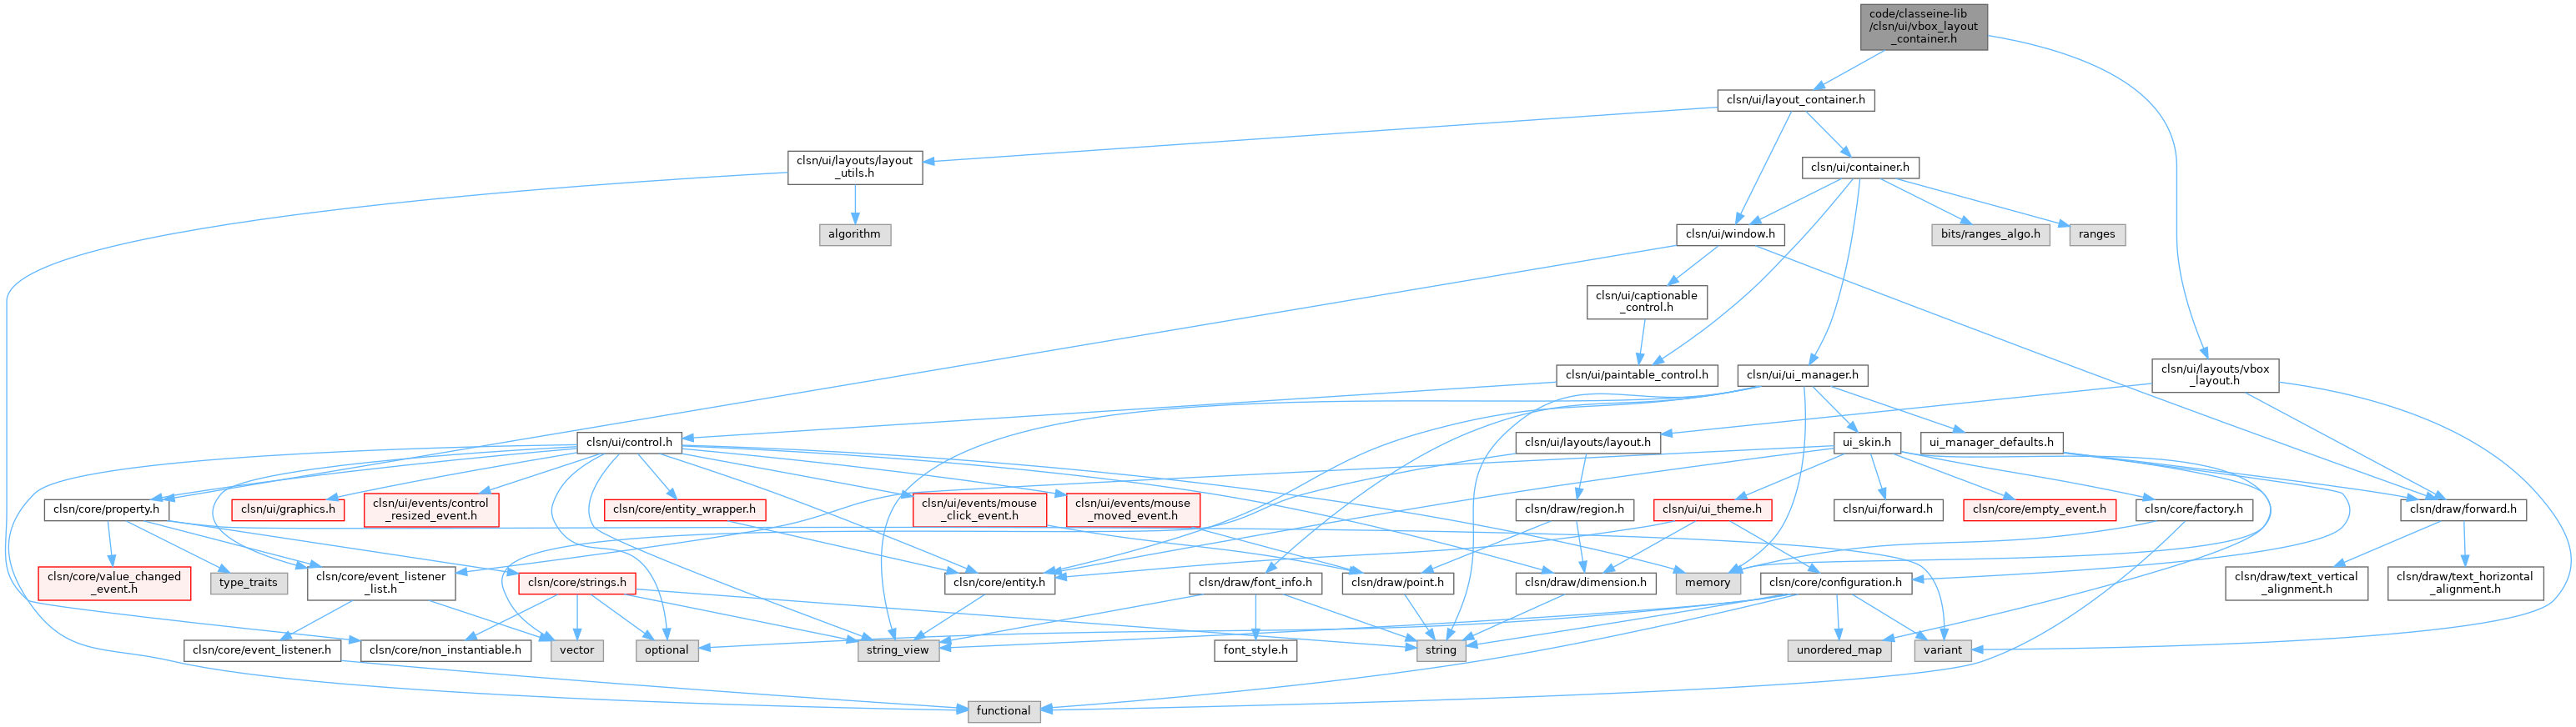 code/classeine-lib
/clsn/ui/vbox_layout
_container.h
clsn/ui/layout_container.h
clsn/ui/layouts/layout
_utils.h
clsn/ui/container.h
algorithm
clsn/ui/window.h
bits/ranges_algo.h
ranges
clsn/ui/captionable
_control.h
clsn/ui/paintable_control.h
clsn/ui/ui_manager.h
clsn/ui/layouts/vbox
_layout.h
clsn/ui/control.h
clsn/ui/layouts/layout.h
ui_skin.h
ui_manager_defaults.h
clsn/core/property.h
clsn/ui/graphics.h
clsn/ui/events/control
_resized_event.h
clsn/core/entity_wrapper.h
clsn/ui/events/mouse
_click_event.h
clsn/ui/events/mouse
_moved_event.h
clsn/draw/region.h
clsn/ui/ui_theme.h
clsn/ui/forward.h
clsn/core/empty_event.h
clsn/core/factory.h
clsn/draw/forward.h
clsn/core/value_changed
_event.h
type_traits
clsn/core/event_listener
_list.h
clsn/core/strings.h
clsn/core/entity.h
clsn/draw/font_info.h
clsn/draw/point.h
clsn/draw/dimension.h
memory
clsn/core/configuration.h
clsn/draw/text_vertical
_alignment.h
clsn/draw/text_horizontal
_alignment.h
clsn/core/event_listener.h
clsn/core/non_instantiable.h
vector
optional
string_view
font_style.h
string
unordered_map
variant
functional